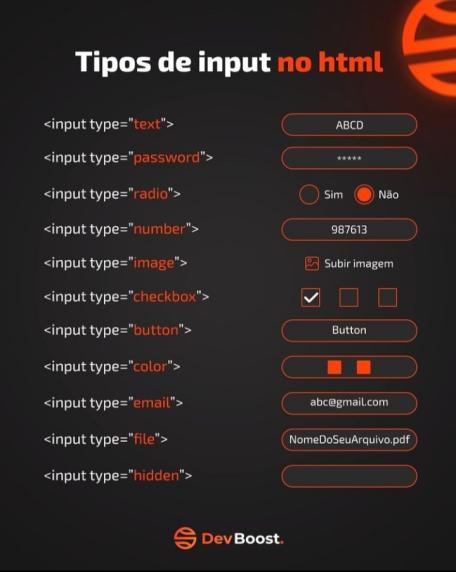 Tipos de input no html
<input type="text"> ABCD
<input type="password"> *****
<input type="radio"> Sim Não
<input type="number"> 987613
<input type="image"> Subir imagem
<input type="checkbox">
<input type="button"> Button
<input type="color">
<input type="email"> abc@gmail.com
<input type="file"> NomeDoSeuArquivo.pdf
<input type="hidden">
DevBoost.